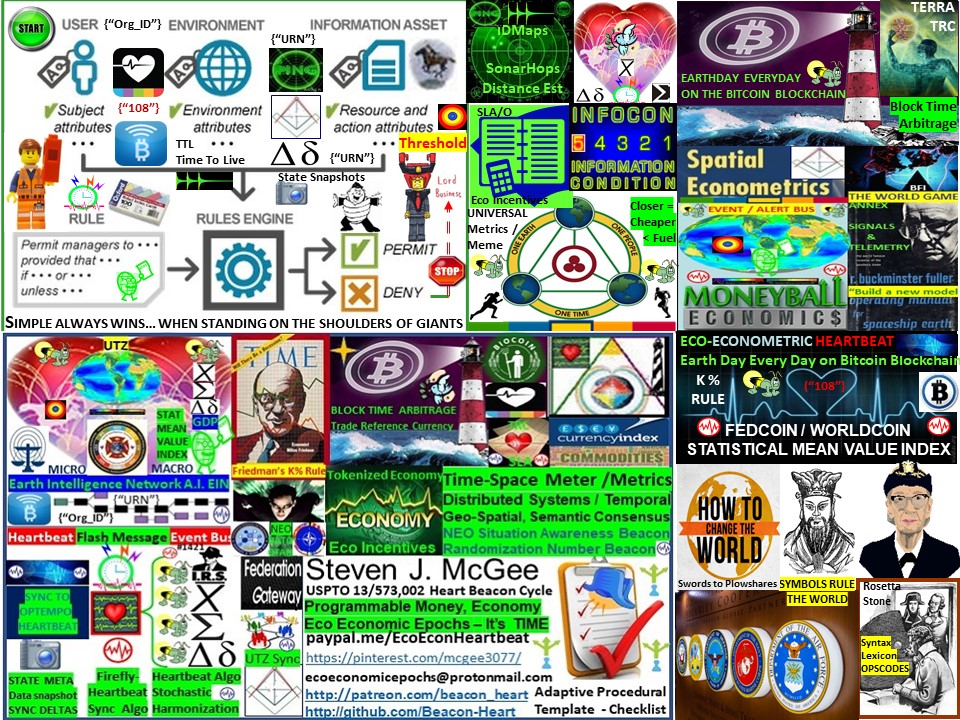 START
USER {"Org_ID"} ENVIRONMENT INFORMATION ASSET
{"URN"}
Subject attributes
{"108"}
Environment attributes
Resource and action attributes
TTL
Time To Live
Δ δ
{"URN"}
Threshold
State Snapshots
Lord Business
RULE
RULES ENGINE
Permit managers to • • •
provided that • • •
if • • • or • • •
unless • • •
PERMIT
DENY
STOP
SIMPLE ALWAYS WINS... WHEN STANDING ON THE SHOULDERS OF GIANTS
IDMaps
SonarHops
Distance Est
Δ δ
SLA/O
Eco Incentives
INFOCON
5 4 3 2 1
INFORMATION
CONDITION
UNIVERSAL
Metrics /
Meme
Closer =
Cheaper
< Fuel
ONE EARTH
ONE PEOPLE
ONE TIME
TERRA
TRC
EARTHDAY EVERYDAY
ON THE BITCOIN BLOCKCHAIN
Block Time
Arbitrage
Spatial
Econometrics
BFI
THE WORLD GAME
EVENT / ALERT BUS
ANNEX
SIGNALS
&
TELEMETRY
r. buckminster fuller
"Build a new model
operating manual
for
spaceship earth
MONEYBALL
ECONOMICS
UTZ
Δδ
GDP
STAT
MEAN
VALUE
INDEX
MICRO
MACRO
Earth Intelligence Network A.I. EIN
{"URN"}
{"Org_ID"}
Heartbeat Flash Message Event Bus
TIME
Friedman's K% Rule
NEO
BLOCK TIME ARBITRAGE
Trade Reference Currency
BIOCOIN
TRC
SLA
currencyindex
COMMODITIES
Tokenized Economy
ECONOMY
Eco Incentives
Time-Space Meter /Metrics
Distributed Systems / Temporal
Geo-Spatial, Semantic Consensus
NEO Situation Awareness Beacon
Randomization Number Beacon
ECO-ECONOMETRIC HEARTBEAT
Earth Day Every Day on Bitcoin Blockchain
K %
RULE
{"108"}
FEDCOIN / WORLDCOIN
STATISTICAL MEAN VALUE INDEX
SYNC TO
OPTEMPO
HEARTBEAT
STATE META
Data snapshot
SYNC DELTAS
Firefly-
Heartbeat
Sync Algo
I.R.S.
Δδ
Heartbeat Algo
Stochastic
Harmonization
Federation
Gateway
UTZ Sync
Steven J. McGee
USPTO 13/573,002 Heart Beacon Cycle
Programmable Money, Economy
Eco Economic Epochs – It's TIME
paypal.me/EcoEconHeartbeat
https://pinterest.com/mcgee3077/
ecoeconomicepochs@protonmail.com
http://patreon.com/beacon_heart
http://github.com/Beacon-Heart
Adaptive Procedural
Template - Checklist
HOW TO
CHANGE THE
WORLD
Swords to Plowshares SYMBOLS RULE
THE WORLD
Rosetta
Stone
Syntax
Lexicon
OPSCODES